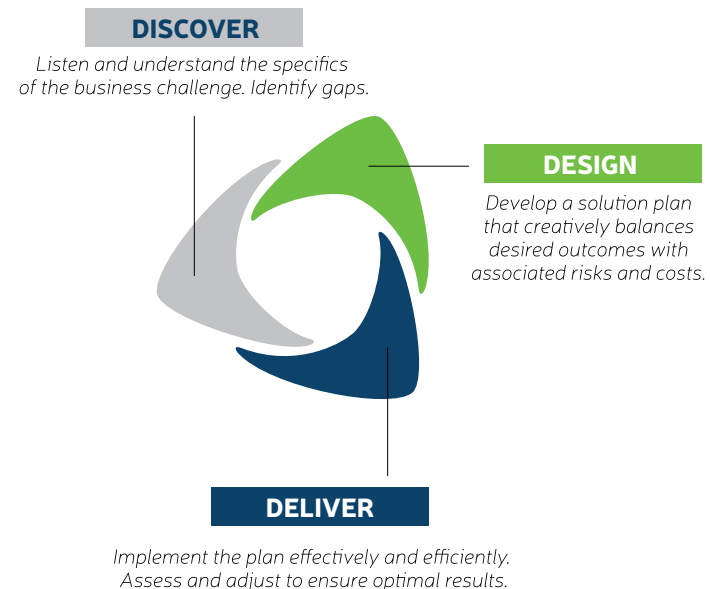 DISCOVER
Listen and understand the specifics
of the business challenge. Identify gaps.
DESIGN
Develop a solution plan
that creatively balances
desired outcomes with
associated risks and costs.
DELIVER
Implement the plan effectively and efficiently.
Assess and adjust to ensure optimal results.